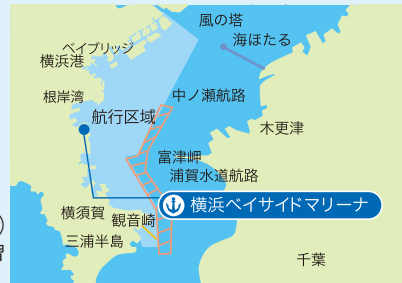 風の塔
海ほたる
ベイブリッジ
横浜港
根岸湾
中ノ瀬航路
航行区域
木更津
富津岬
浦賀水道航路
横浜ベイサイドマリーナ
横須賀
観音崎
三浦半島
千葉